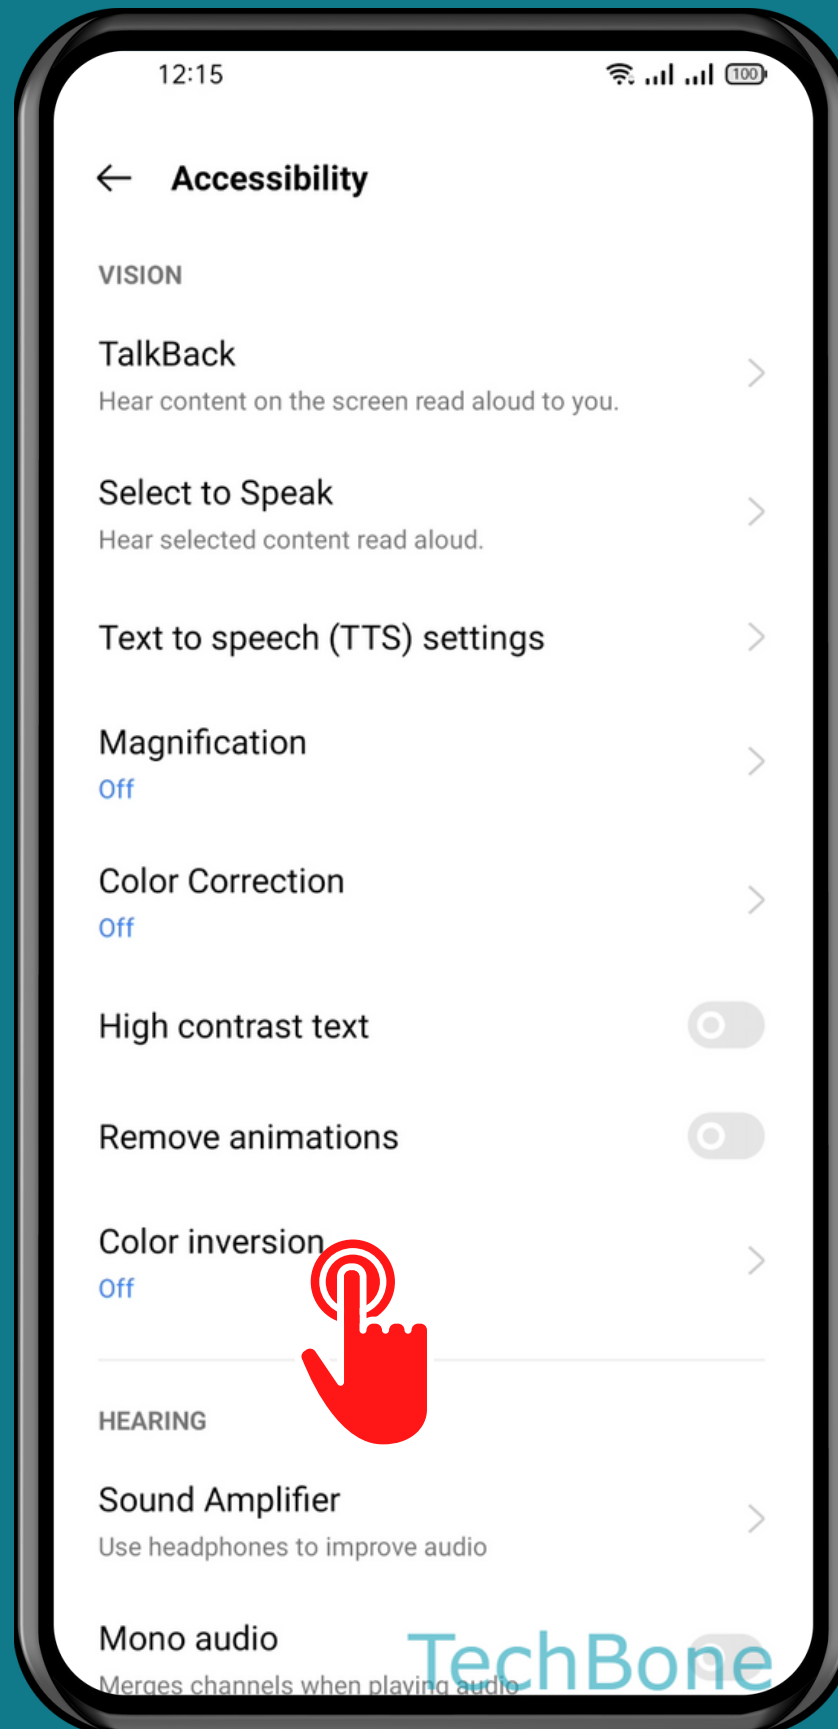 12:15
100
Accessibility
VISION
TalkBack
Hear content on the screen read aloud to you.
Select to Speak
Hear selected content read aloud.
Text to speech (TTS) settings
Magnification
Off
Color Correction
Off
High contrast text
Remove animations
Color inversion
Off
HEARING
Sound Amplifier
Use headphones to improve audio
Mono audio
Merges channels when playing audio
TechBone